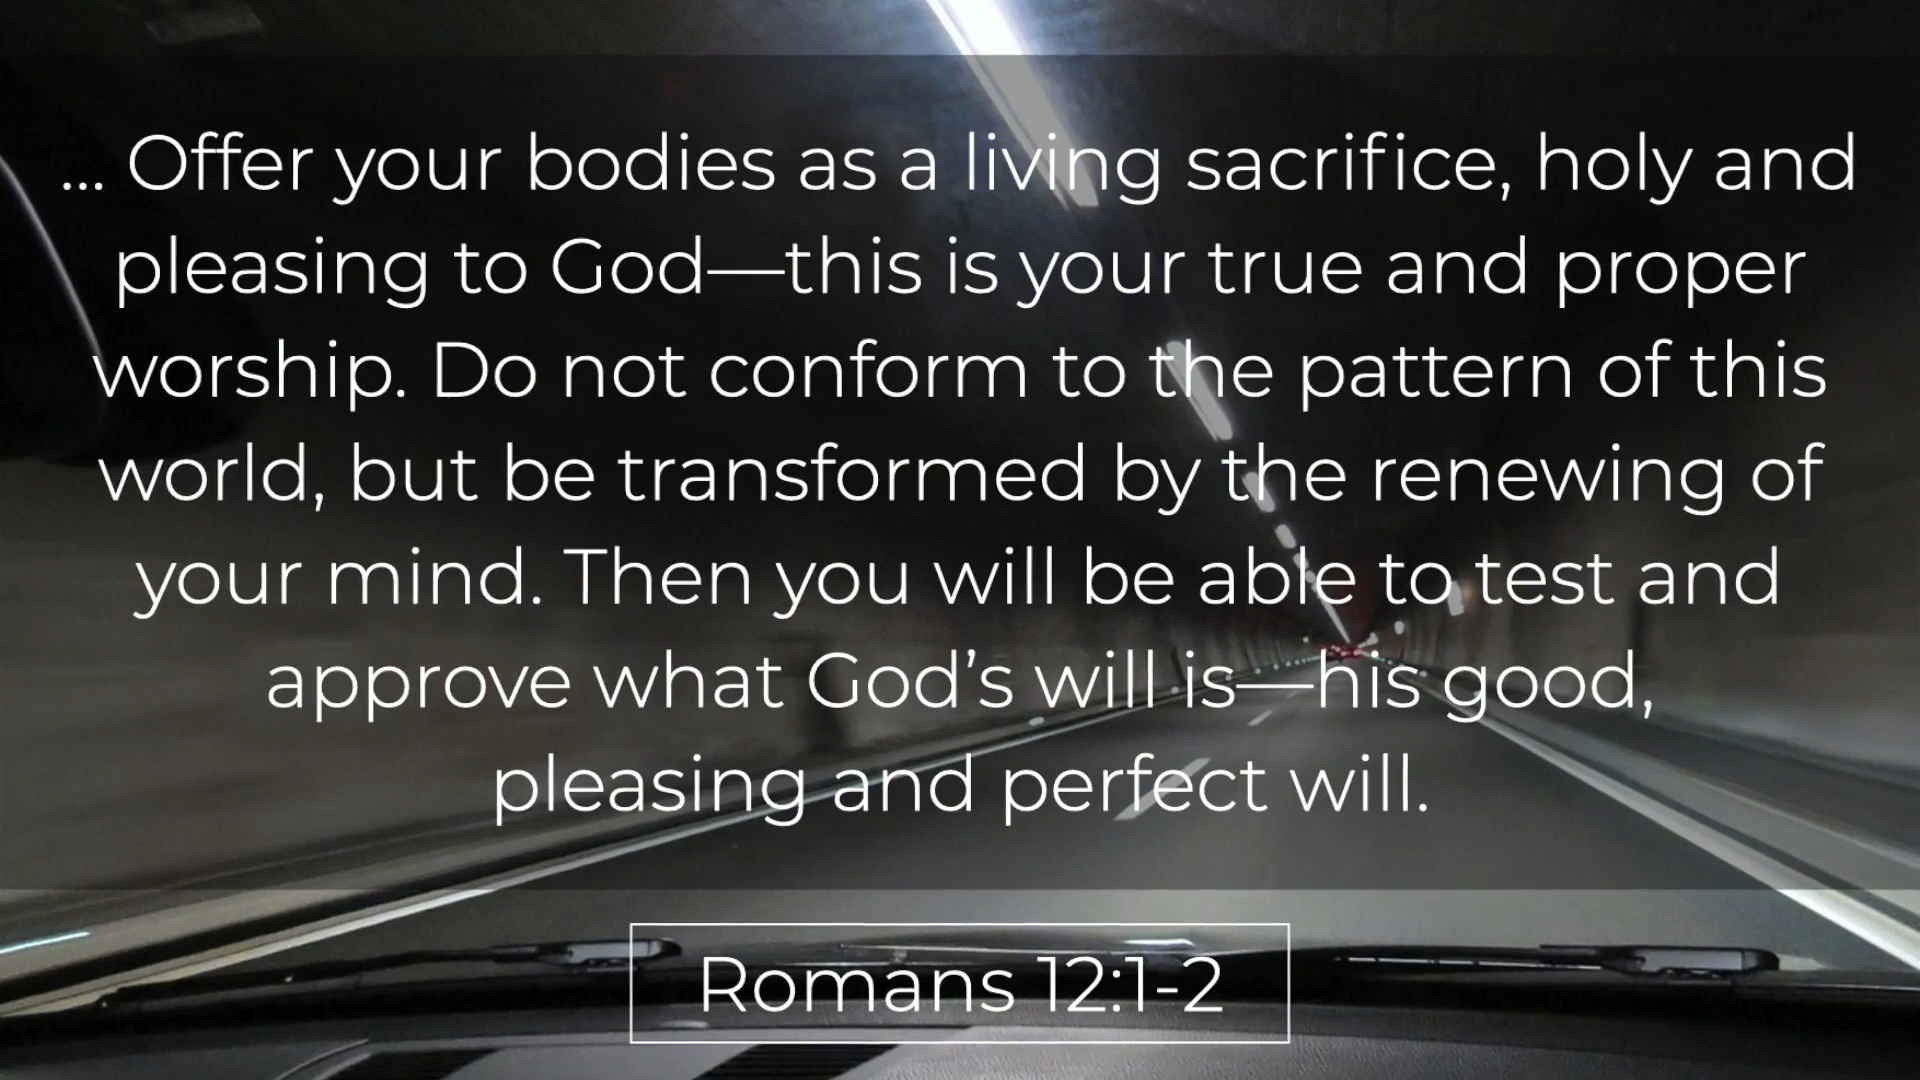 ... Offer your bodies as a living sacrifice, holy and
pleasing to God—this is your true and proper
worship. Do not conform to the pattern of this
world, but be transformed by the renewing of
your mind. Then you will be able to test and
approve what God’s will is—his good,
pleasing and perfect will.
Romans 12:1-2